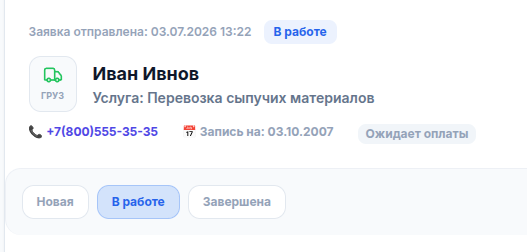 Заявка отправлена: 03.07.2026 13:22 В работе
ГРУЗ
Иван Ивнов
Услуга: Перевозка сыпучих материалов
+7(800)555-35-35 Запись на: 03.10.2007 Ожидает оплаты
Новая В работе Завершена